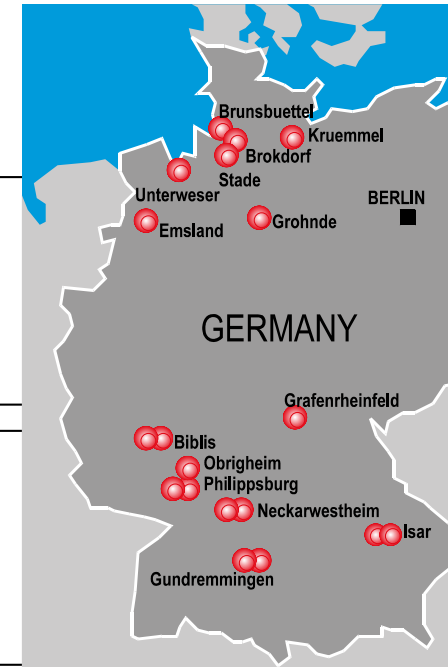 Brunsbuettel
Kruemmel
Brokdorf
Stade
Unterweser
BERLIN
Emsland
Grohnde
GERMANY
Grafenrheinfeld
Biblis
Obrigheim
Philippsburg
Neckarwestheim
Isar
Gundremmingen